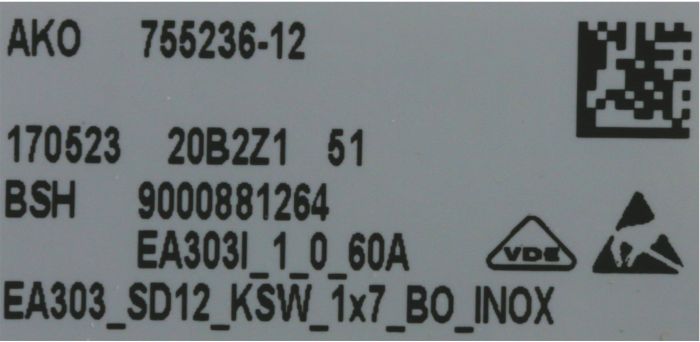 AKO 755236-12
170523 20B2Z1 51
BSH 9000881264
EA303I_1_0_60A
VDE
EA303_SD12_KSW_1x7_BO_INOX